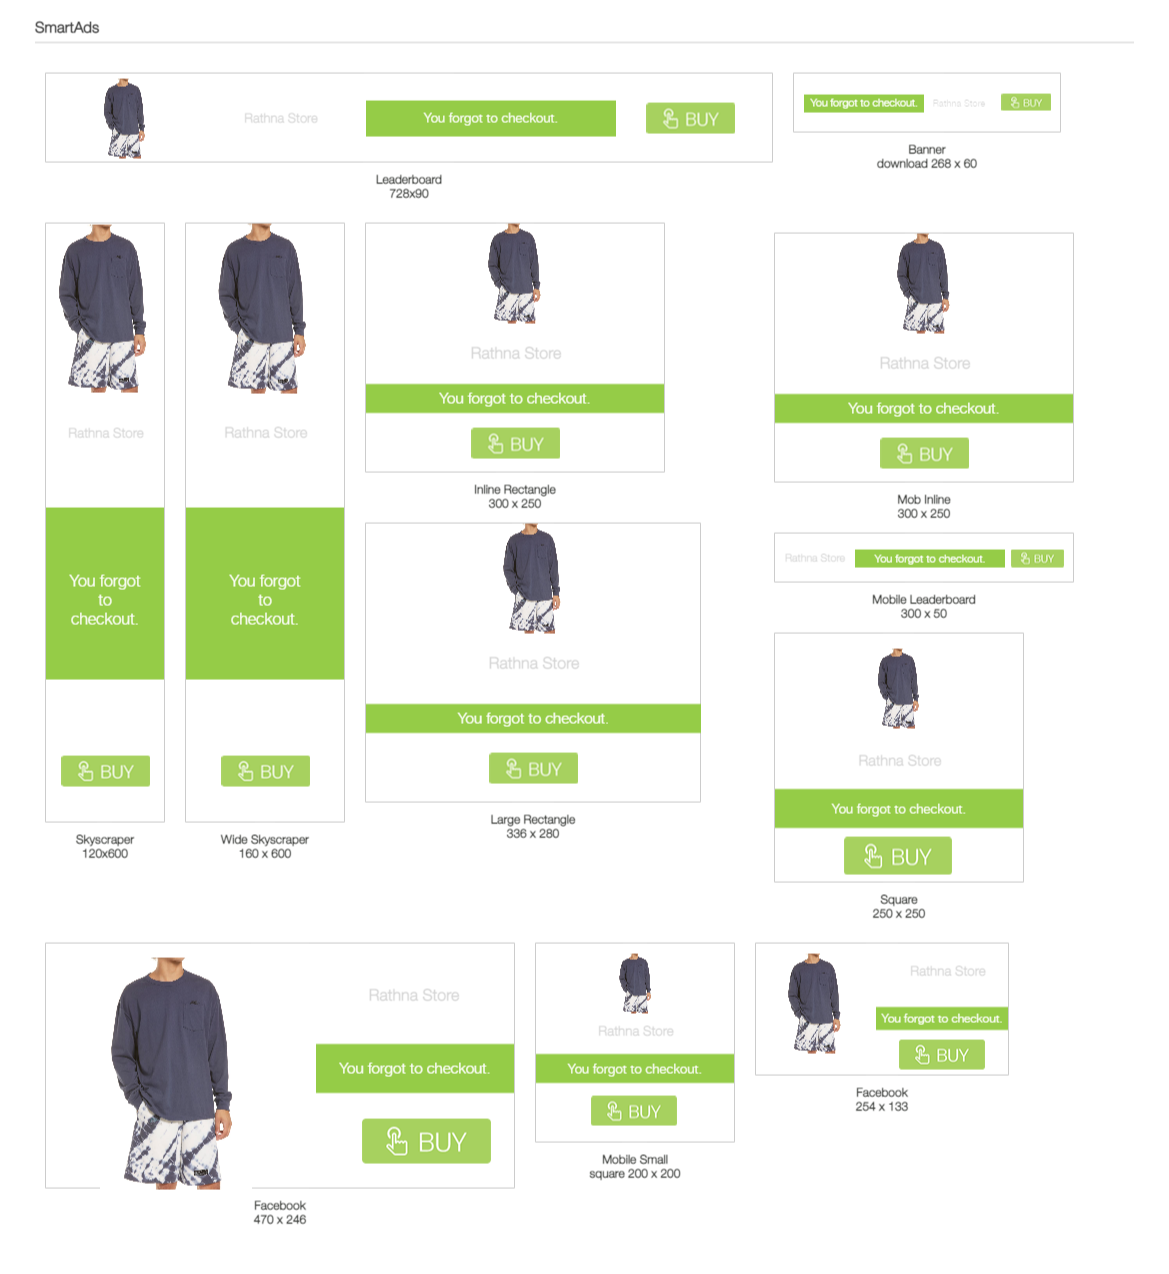 SmartAds
Rathna Store
You forgot to checkout.
BUY
Leaderboard
728x90
You forgot to checkout.
Rathna Store
BUY
Banner
download 268 x 60
Rathna Store
You forgot
to
checkout.
BUY
Skyscraper
120x600
Rathna Store
You forgot
to
checkout.
BUY
Wide Skyscraper
160 x 600
Rathna Store
You forgot to checkout.
BUY
Inline Rectangle
300 x 250
Rathna Store
You forgot to checkout.
BUY
Large Rectangle
336 x 280
Rathna Store
You forgot to checkout.
BUY
Mob Inline
300 x 250
Rathna Store
You forgot to checkout.
BUY
Mobile Leaderboard
300 x 50
Rathna Store
You forgot to checkout.
BUY
Square
250 x 250
Rathna Store
You forgot to checkout.
BUY
Facebook
470 x 246
Rathna Store
You forgot to checkout.
BUY
Mobile Small
square 200 x 200
Rathna Store
You forgot to checkout.
BUY
Facebook
254 x 133